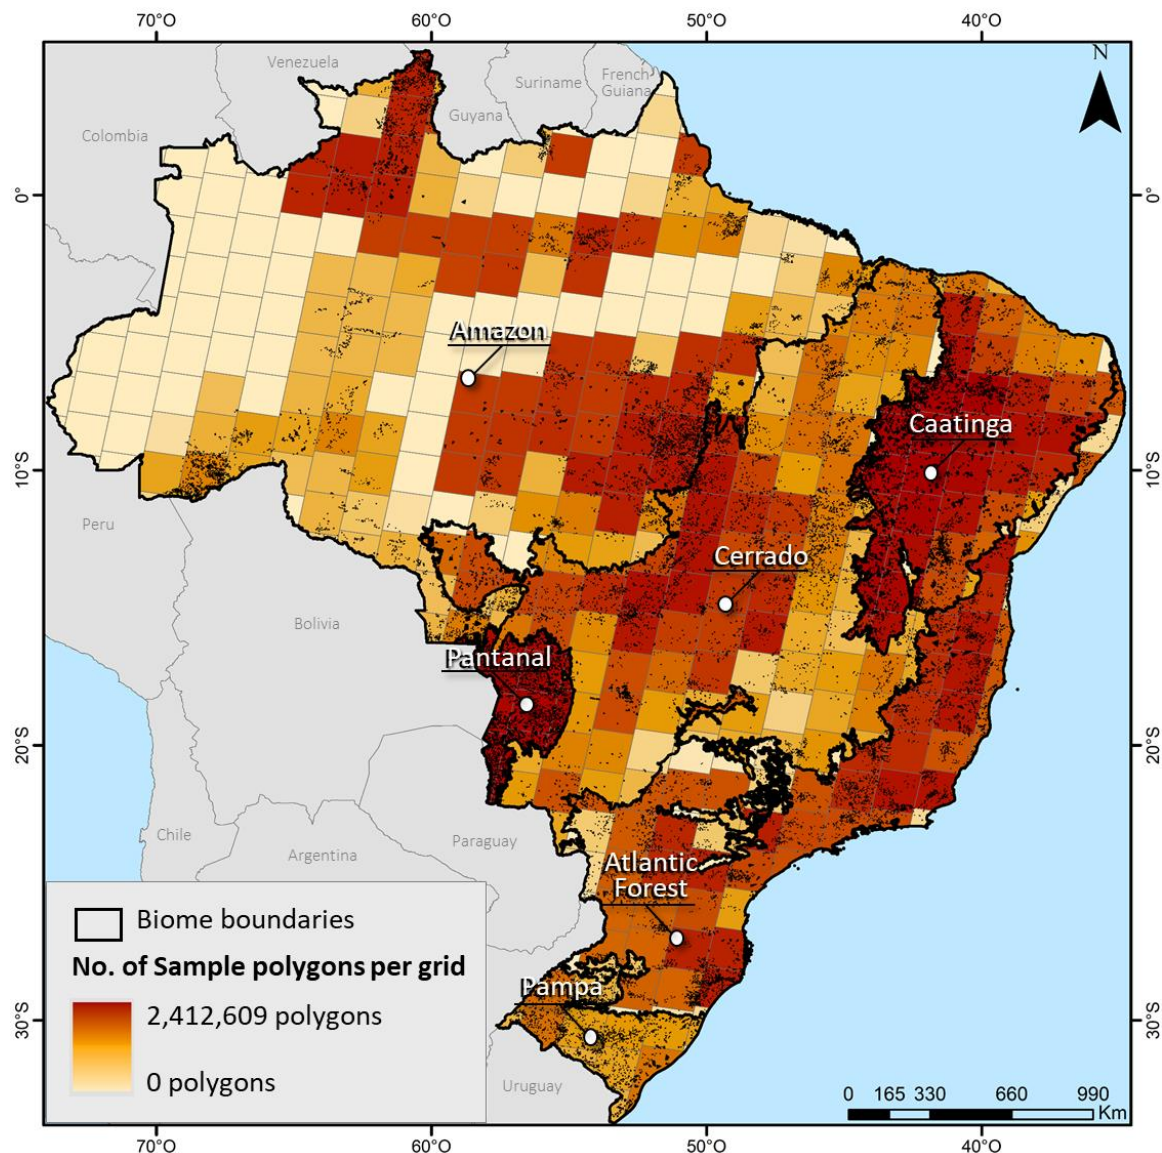 70°O 60°O 50°O 40°O
N
Venezuela
French
Guiana
Suriname
Guyana
Colombia
0° 0°
Amazon
Caatinga
10°S 10°S
Peru
Cerrado
Bolivia
Pantanal
20°S 20°S
Chile
Paraguay
Argentina
Atlantic
Forest
Biome boundaries
No. of Sample polygons per grid
Pampa
2,412,609 polygons
30°S 30°S
0 polygons
Uruguay
0 165 330 660 990
Km
70°O 60°O 50°O 40°O